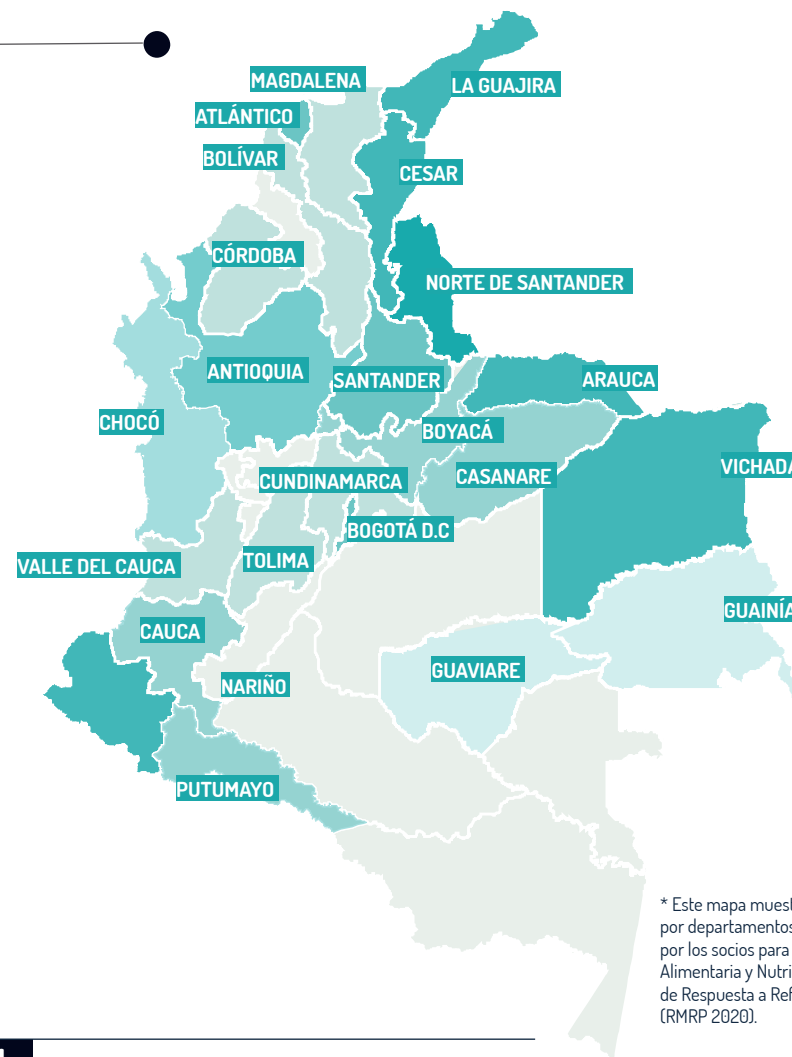 MAGDALENA
LA GUAJIRA
ATLÁNTICO
BOLÍVAR
CESAR
CÓRDOBA
NORTE DE SANTANDER
ANTIOQUIA
SANTANDER
ARAUCA
CHOCÓ
BOYACÁ
VICHADA
CUNDINAMARCA
CASANARE
BOGOTÁ D.C
VALLE DEL CAUCA
TOLIMA
GUAINÍA
CAUCA
GUAVIARE
NARIÑO
PUTUMAYO
* Este mapa muest
por departamentos
por los socios para
Alimentaria y Nutri
de Respuesta a Ref
(RMRP 2020).